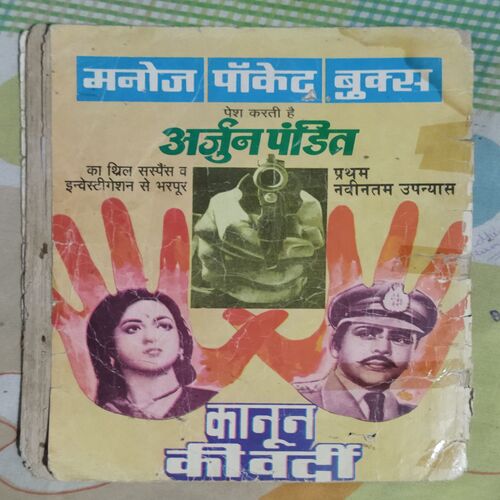 मनोज पॉकेट बुक्स
पेश करती है
अर्जुन पंडित
का थ्रिल सस्पैंस व
इन्वेस्टीगेशन से भरपूर
प्रथम
नवीनतम उपन्यास
कानून
की वर्दी